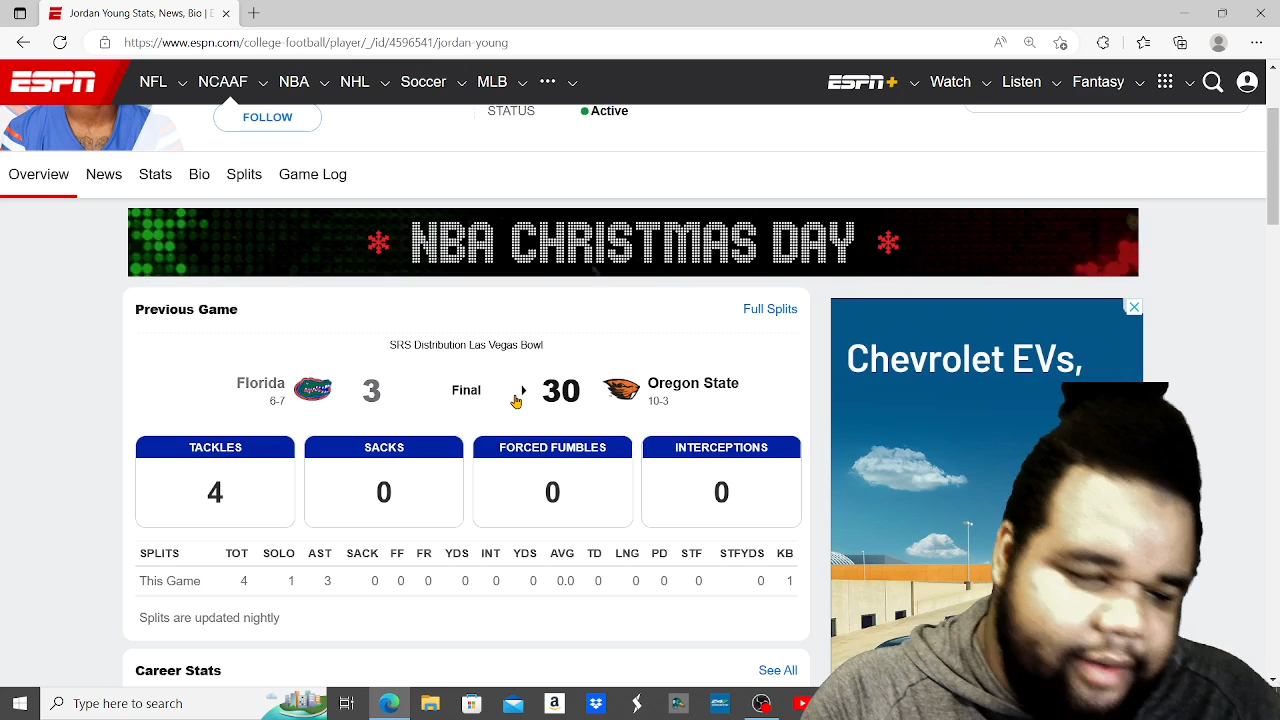 Jordan Young Stats, News, Bio | E
https://www.espn.com/college-football/player/_/id/4596541/jordan-young
ESPN NFL NCAAF NBA NHL Soccer MLB ESPN+ Watch Listen Fantasy
FOLLOW STATUS Active
Overview News Stats Bio Splits Game Log
NBA CHRISTMAS DAY
Previous Game Full Splits
SRS Distribution Las Vegas Bowl
Florida 3 Final 30 Oregon State
6-7 10-3
Chevrolet EVs,
TACKLES SACKS FORCED FUMBLES INTERCEPTIONS
4 0 0 0
SPLITS TOT SOLO AST SACK FF FR YDS INT YDS AVG TD LNG PD STF STFYDS KB
This Game 4 1 3 0 0 0 0 0 0 0.0 0 0 0 0 0 1
Splits are updated nightly
Career Stats See All
Type here to search